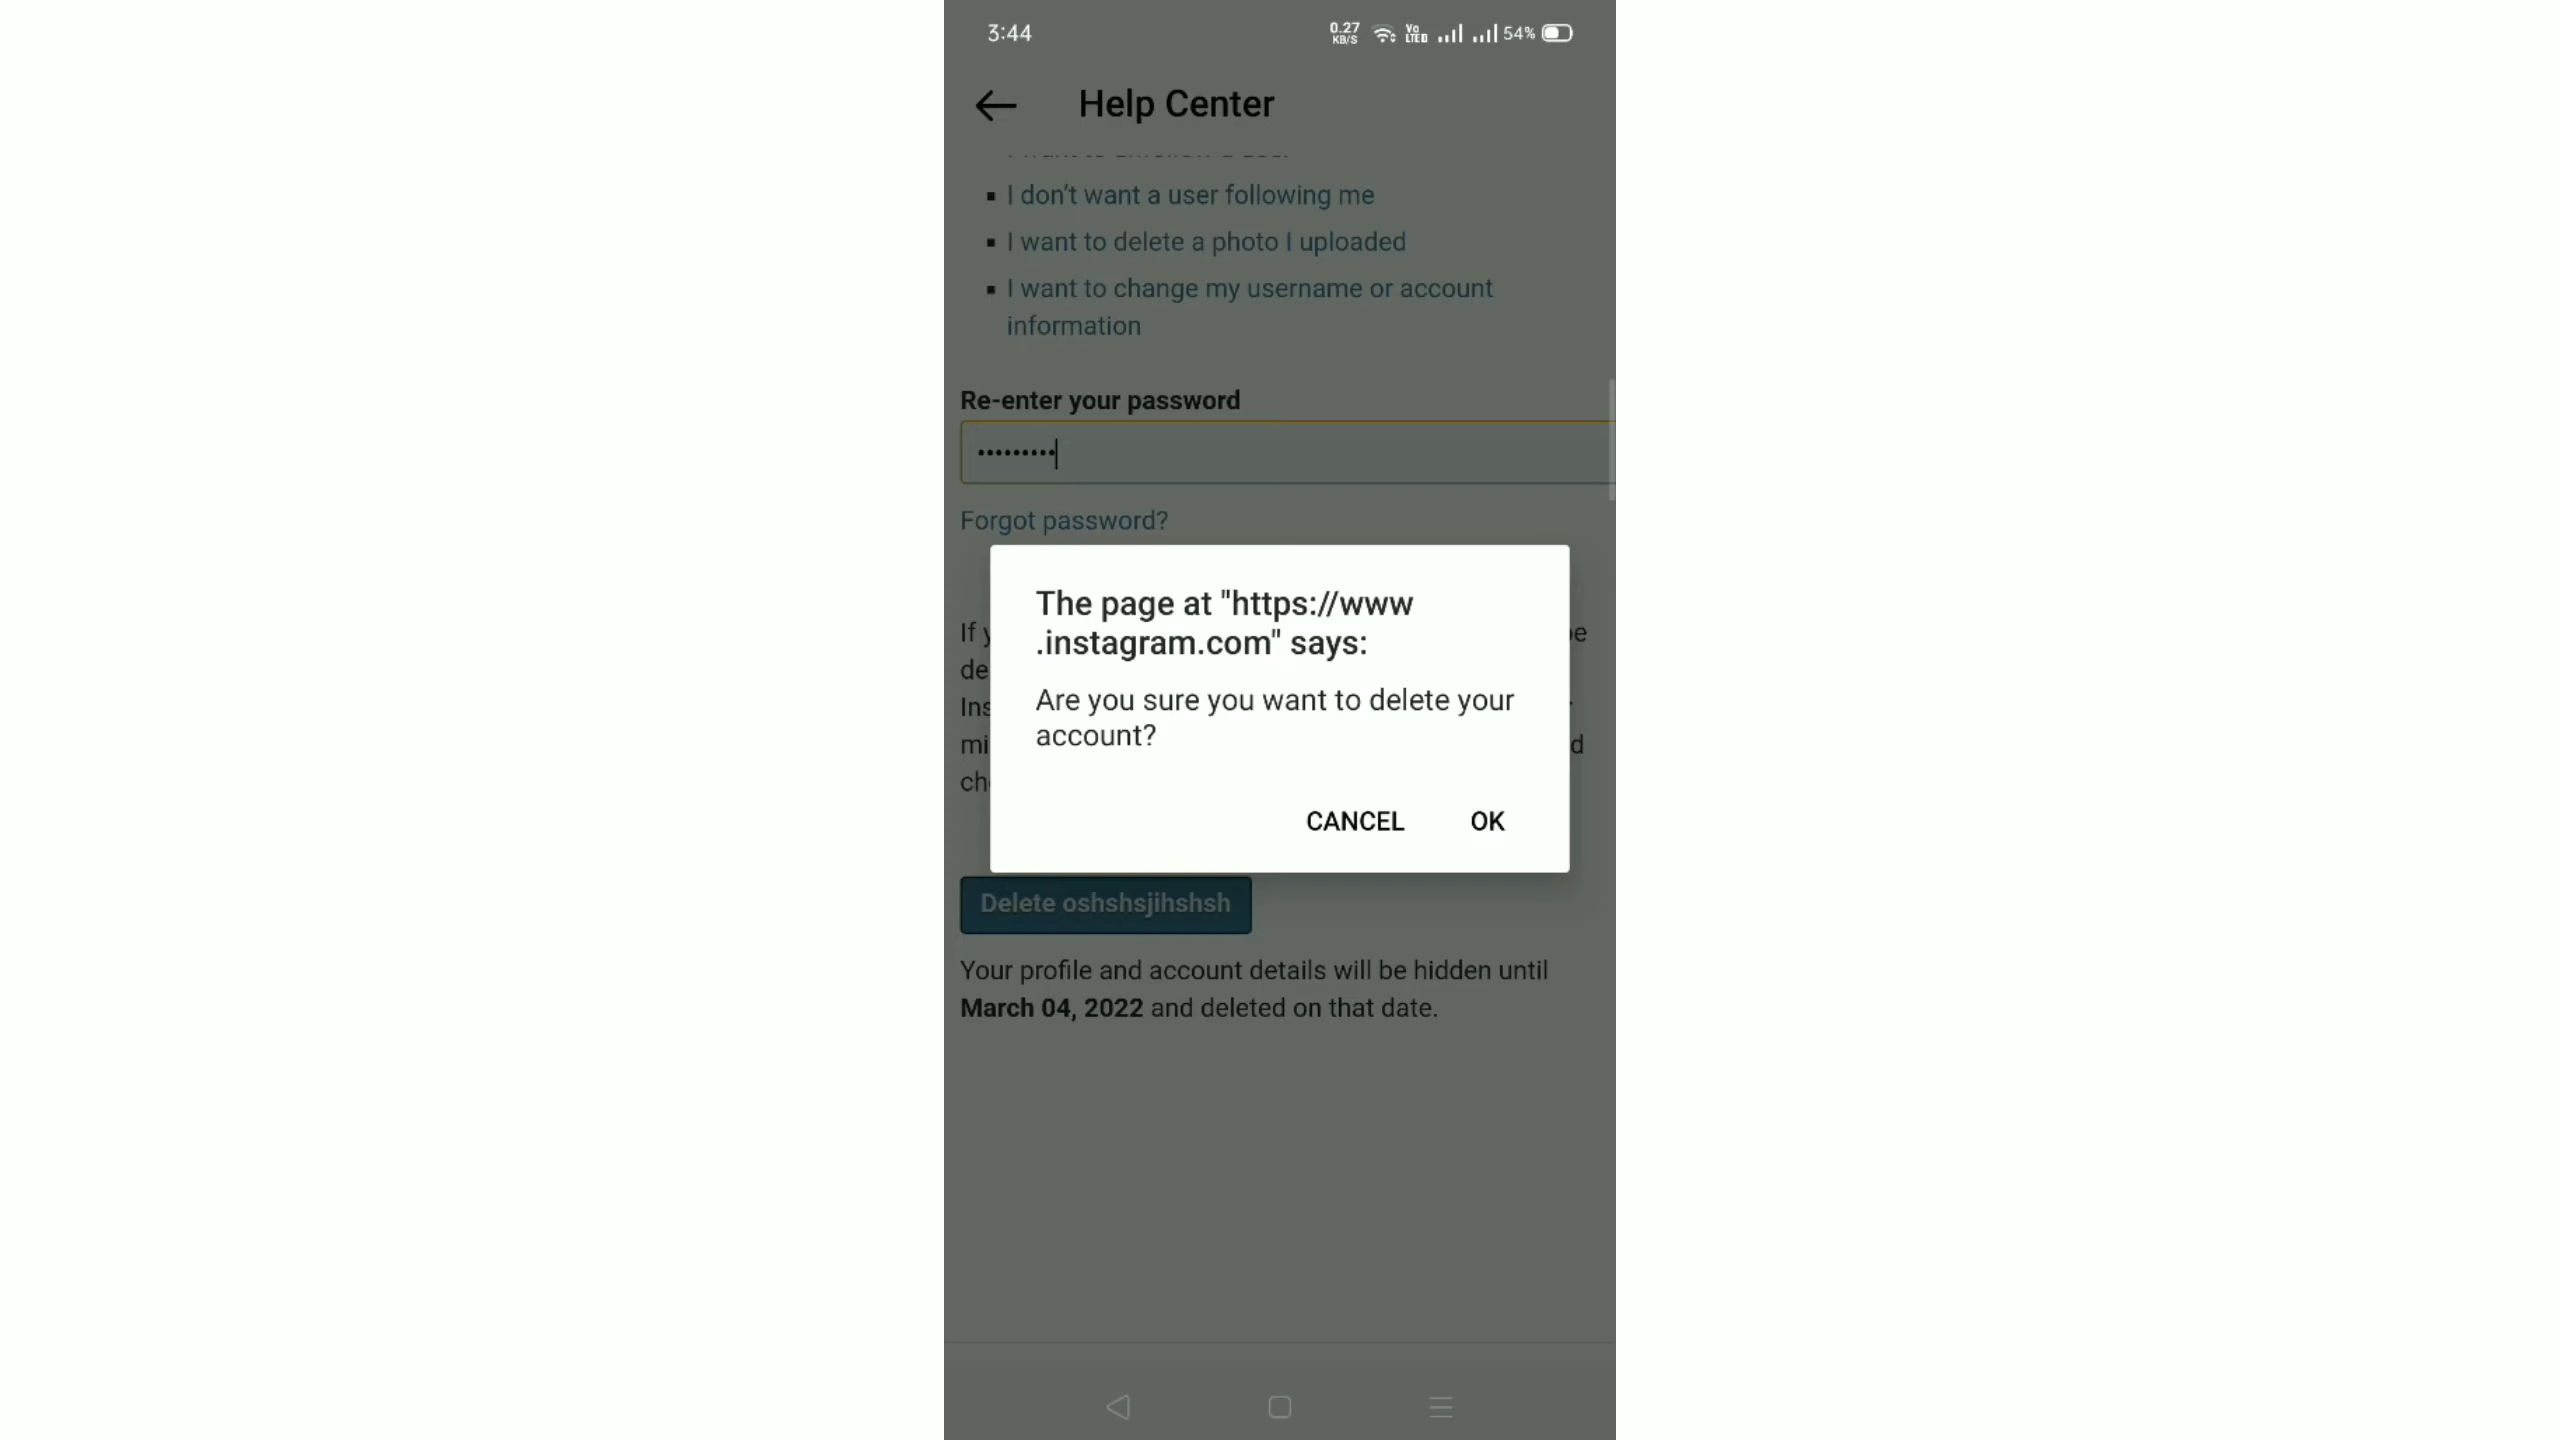 3:44
0.27 KB/S
54%
Help Center
I don't want a user following me
I want to delete a photo I uploaded
I want to change my username or account
information
Re-enter your password
•••••••••
Forgot password?
The page at "https://www
.instagram.com" says:
Are you sure you want to delete your
account?
CANCEL OK
Delete oshshsjihshsh
Your profile and account details will be hidden until
March 04, 2022 and deleted on that date.